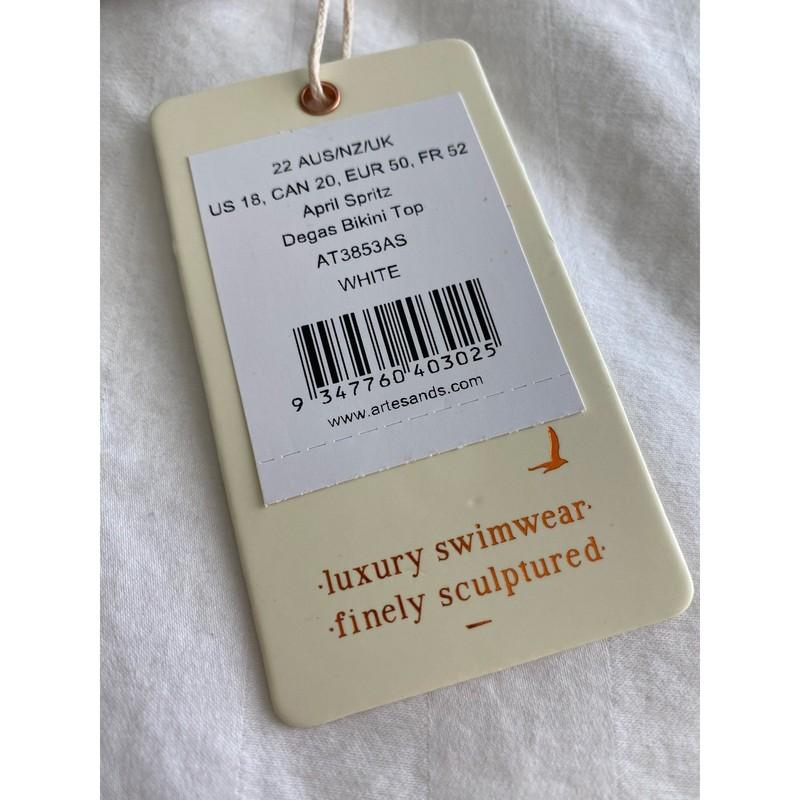 22 AUS/NZ/UK
US 18, CAN 20, EUR 50, FR 52
April Spritz
Degas Bikini Top
AT3853AS
WHITE
9 347760 403025
www.artesands.com
·luxury swimwear·
·finely sculptured·